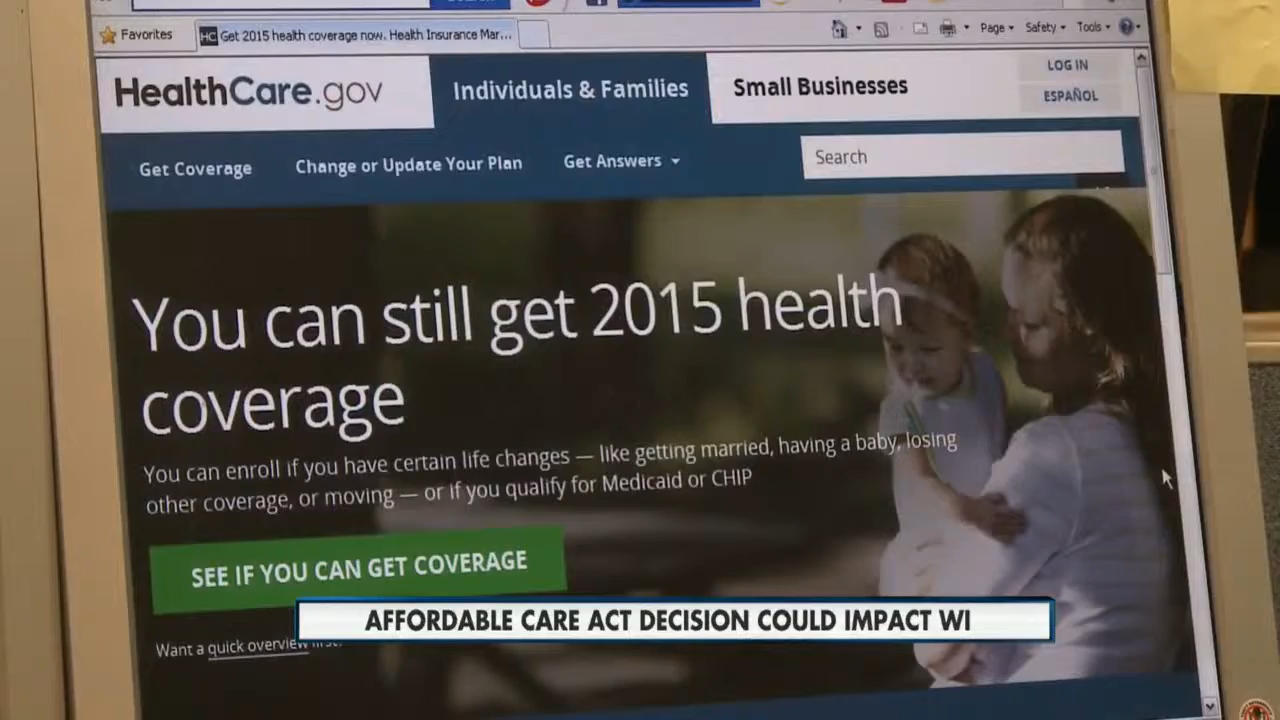 Favorites
HC Get 2015 health coverage now. Health Insurance Mar...
Page
Safety
Tools
HealthCare.gov
Individuals & Families
Small Businesses
LOG IN
ESPAÑOL
Get Coverage
Change or Update Your Plan
Get Answers
Search
You can still get 2015 health
coverage
You can enroll if you have certain life changes — like getting married, having a baby, losing
other coverage, or moving — or if you qualify for Medicaid or CHIP
SEE IF YOU CAN GET COVERAGE
AFFORDABLE CARE ACT DECISION COULD IMPACT WI
Want a quick overview